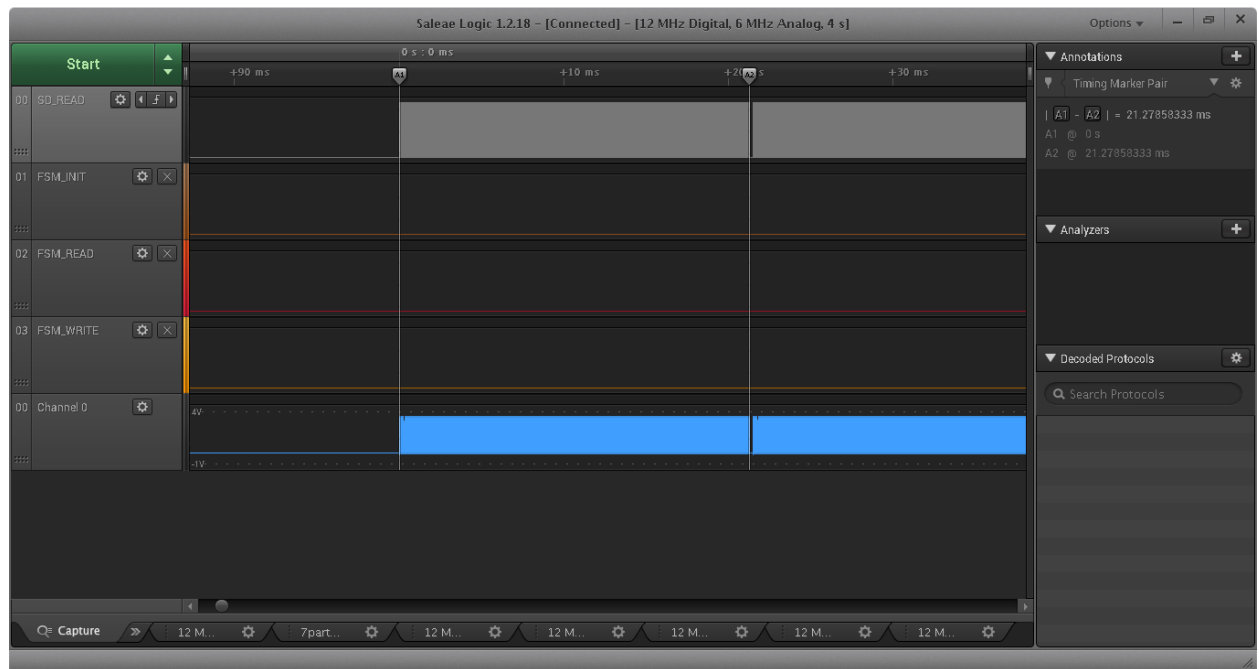 Saleae Logic 1.2.18 - [Connected] - [12 MHz Digital, 6 MHz Analog, 4 s]
Options
Start
0 s : 0 ms
+90 ms
A1
+10 ms
A2
+30 ms
00 SD_READ
01 FSM_INIT
02 FSM_READ
03 FSM_WRITE
00 Channel 0
4V
-1V
Annotations
Timing Marker Pair
| A1 - A2 | = 21.27858333 ms
A1 @ 0 s
A2 @ 21.27858333 ms
Analyzers
Decoded Protocols
Search Protocols
Capture
12 M...
7part...
12 M...
12 M...
12 M...
12 M...
12 M...